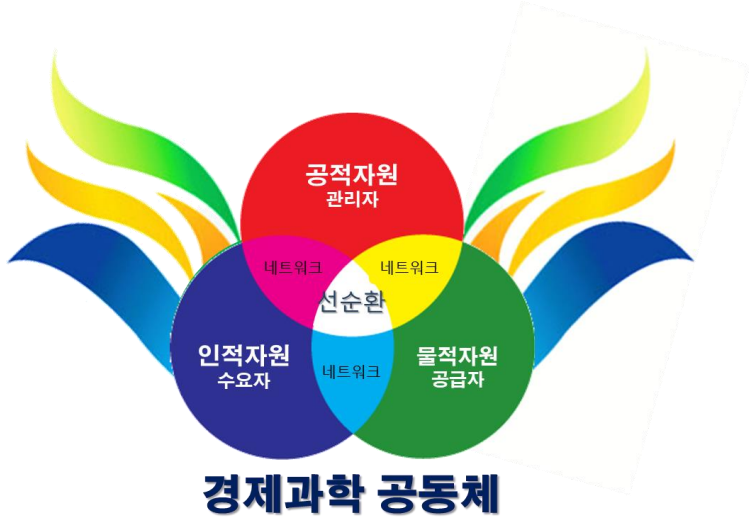 공적자원
관리자
네트워크
네트워크
선순환
인적자원
수요자
네트워크
물적자원
공급자
경제과학 공동체